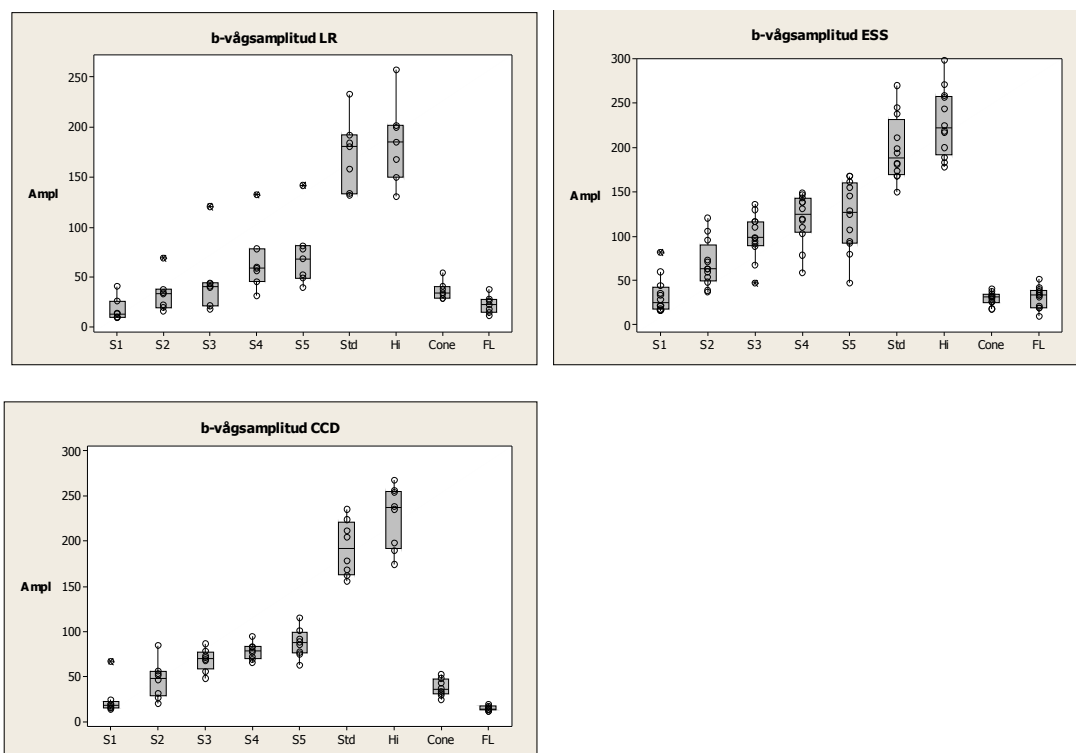 b-vågsamplitud LR
250
200
150
100
50
0
Ampl
S1 S2 S3 S4 S5 Std Hi Cone FL
b-vågsamplitud ESS
300
250
200
150
100
50
0
Ampl
S1 S2 S3 S4 S5 Std Hi Cone FL
b-vågsamplitud CCD
300
250
200
150
100
50
0
Ampl
S1 S2 S3 S4 S5 Std Hi Cone FL